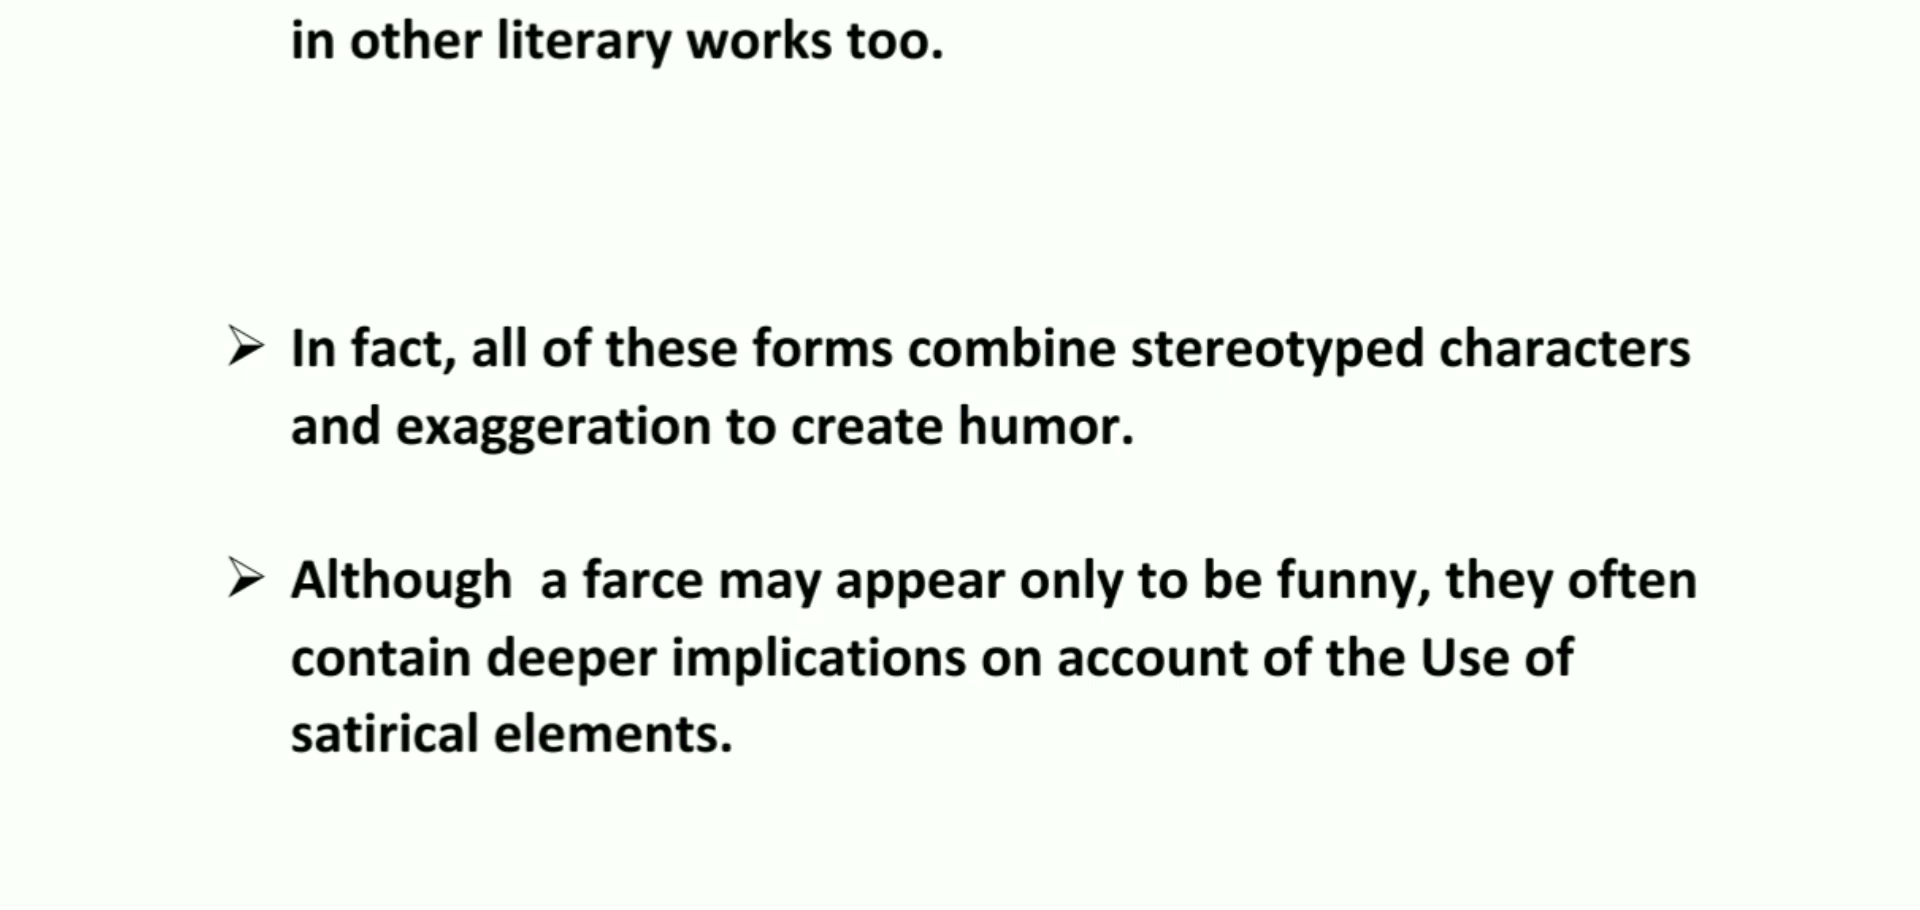 in other literary works too.
➢ In fact, all of these forms combine stereotyped characters
and exaggeration to create humor.
➢ Although  a farce may appear only to be funny, they often
contain deeper implications on account of the Use of
satirical elements.